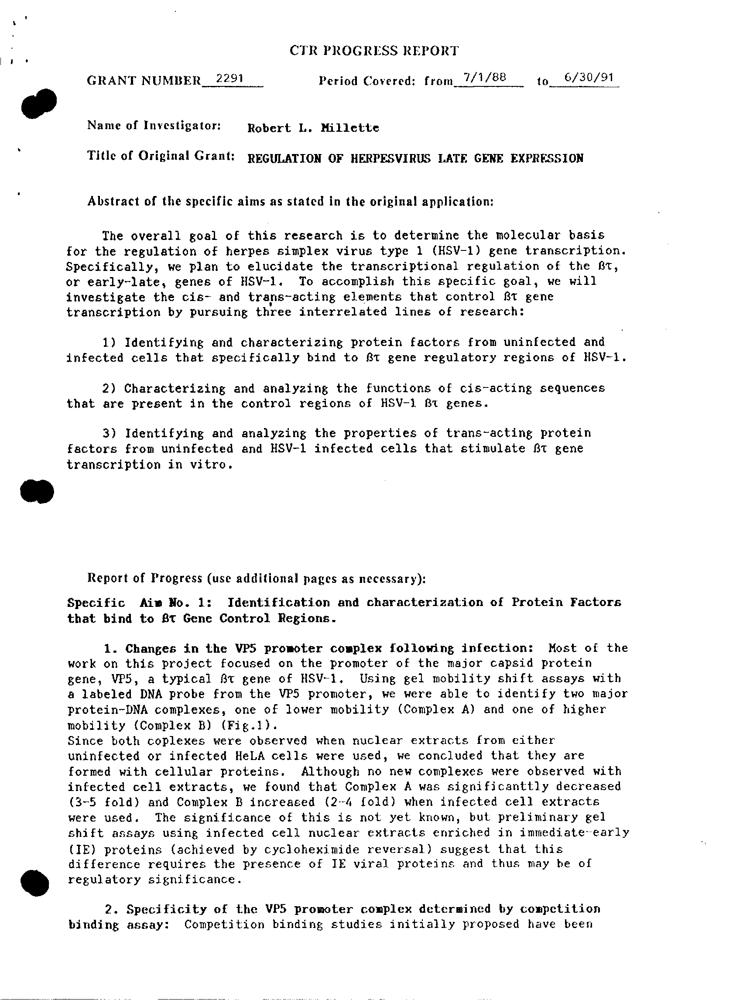 CTR PROGRESS REPORT
GRANT NUMBER 2291 Period Covered: from 7/1/88 to 6/30/91
Name of Investigator: Robert L. Millette
Title of Original Grant: REGULATION OF HERPESVIRUS LATE GENE EXPRESSION
Abstract of the specific aims as stated in the original application:
The overall goal of this research is to determine the molecular basis
for the regulation of herpes simplex virus type 1 (HSV-1) gene transcription.
Specifically, we plan to elucidate the transcriptional regulation of the ßτ,
or early-late, genes of HSV-1. To accomplish this specific goal, we will
investigate the cis- and trans-acting elements that control ßτ gene
transcription by pursuing three interrelated lines of research:
1) Identifying and characterizing protein factors from uninfected and
infected cells that specifically bind to ßτ gene regulatory regions of HSV-1.
2) Characterizing and analyzing the functions of cis-acting sequences
that are present in the control regions of HSV-1 ßτ genes.
3) Identifying and analyzing the properties of trans-acting protein
factors from uninfected and HSV-1 infected cells that stimulate ßτ gene
transcription in vitro.
Report of Progress (use additional pages as necessary):
Specific Aim No. 1: Identification and characterization of Protein Factors
that bind to ßτ Gene Control Regions.
1. Changes in the VP5 promoter complex following infection: Most of the
work on this project focused on the promoter of the major capsid protein
gene, VP5, a typical ßτ gene of HSV-1. Using gel mobility shift assays with
a labeled DNA probe from the VP5 promoter, we were able to identify two major
protein-DNA complexes, one of lower mobility (Complex A) and one of higher
mobility (Complex B) (Fig.1).
Since both coplexes were observed when nuclear extracts from either
uninfected or infected HeLA cells were used, we concluded that they are
formed with cellular proteins. Although no new complexes were observed with
infected cell extracts, we found that Complex A was significanttly decreased
(3-5 fold) and Complex B increased (2-4 fold) when infected cell extracts
were used. The significance of this is not yet known, but preliminary gel
shift assays using infected cell nuclear extracts enriched in immediate-early
(IE) proteins (achieved by cycloheximide reversal) suggest that this
difference requires the presence of IE viral proteins and thus may be of
regulatory significance.
2. Specificity of the VP5 promoter complex determined by competition
binding assay: Competition binding studies initially proposed have been